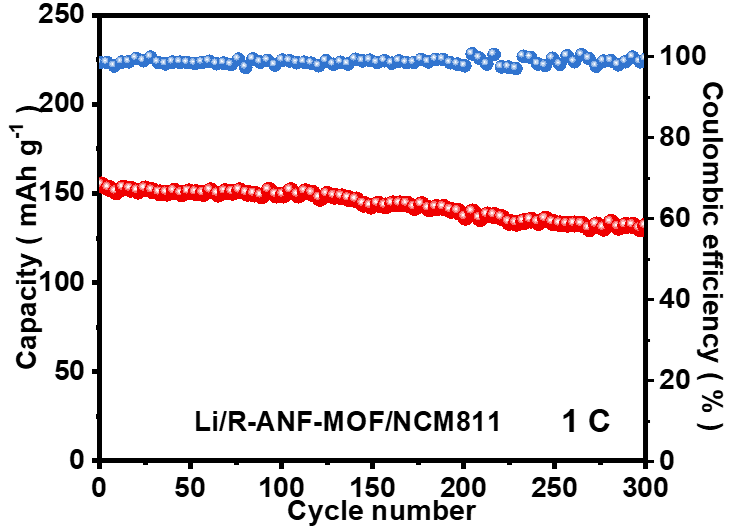 250
200
150
100
50
0
Capacity ( mAh g⁻¹ )
100
80
60
40
20
0
Coulombic efficiency ( % )
Li/R-ANF-MOF/NCM811 1 C
0 50 100 150 200 250 300
Cycle number